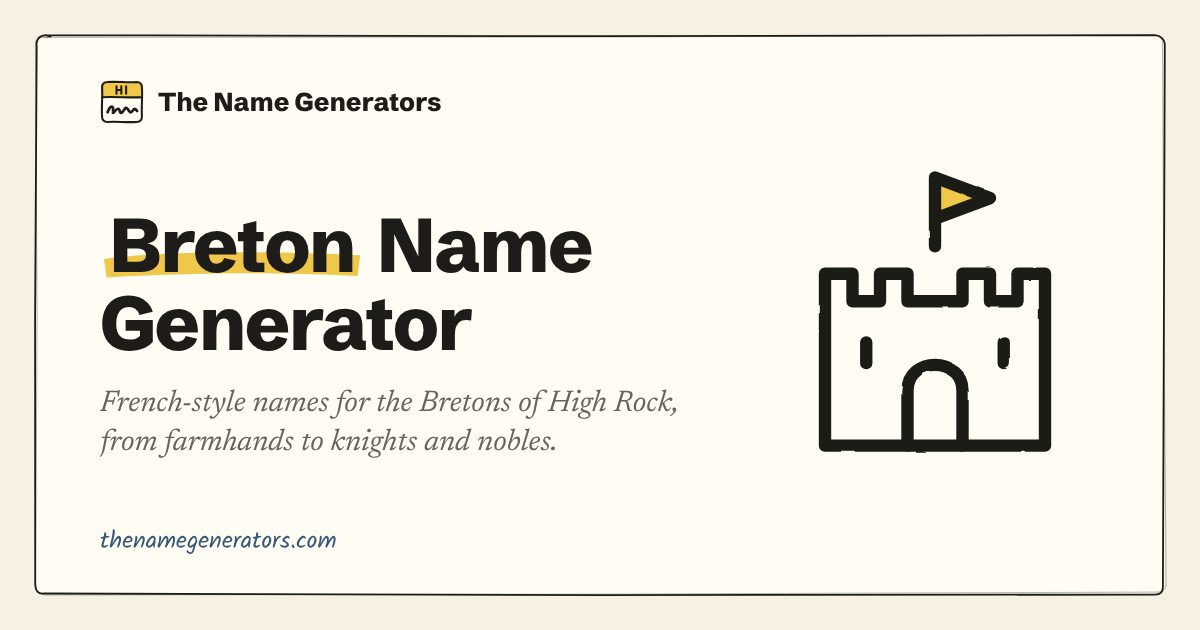 HI
The Name Generators
Breton Name
Generator
French-style names for the Bretons of High Rock,
from farmhands to knights and nobles.
thenamegenerators.com